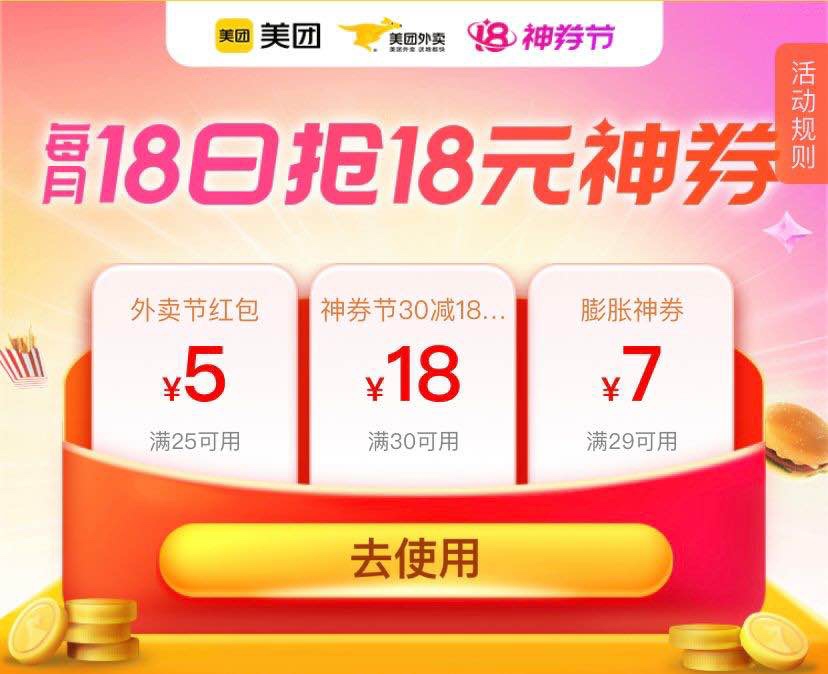 美团 美团 美团外卖 18 神券节
美团外卖 送啥都快
活动规则
每月18日抢18元神券
外卖节红包
¥5
满25可用
神券节30减18...
¥18
满30可用
膨胀神券
¥7
满29可用
去使用